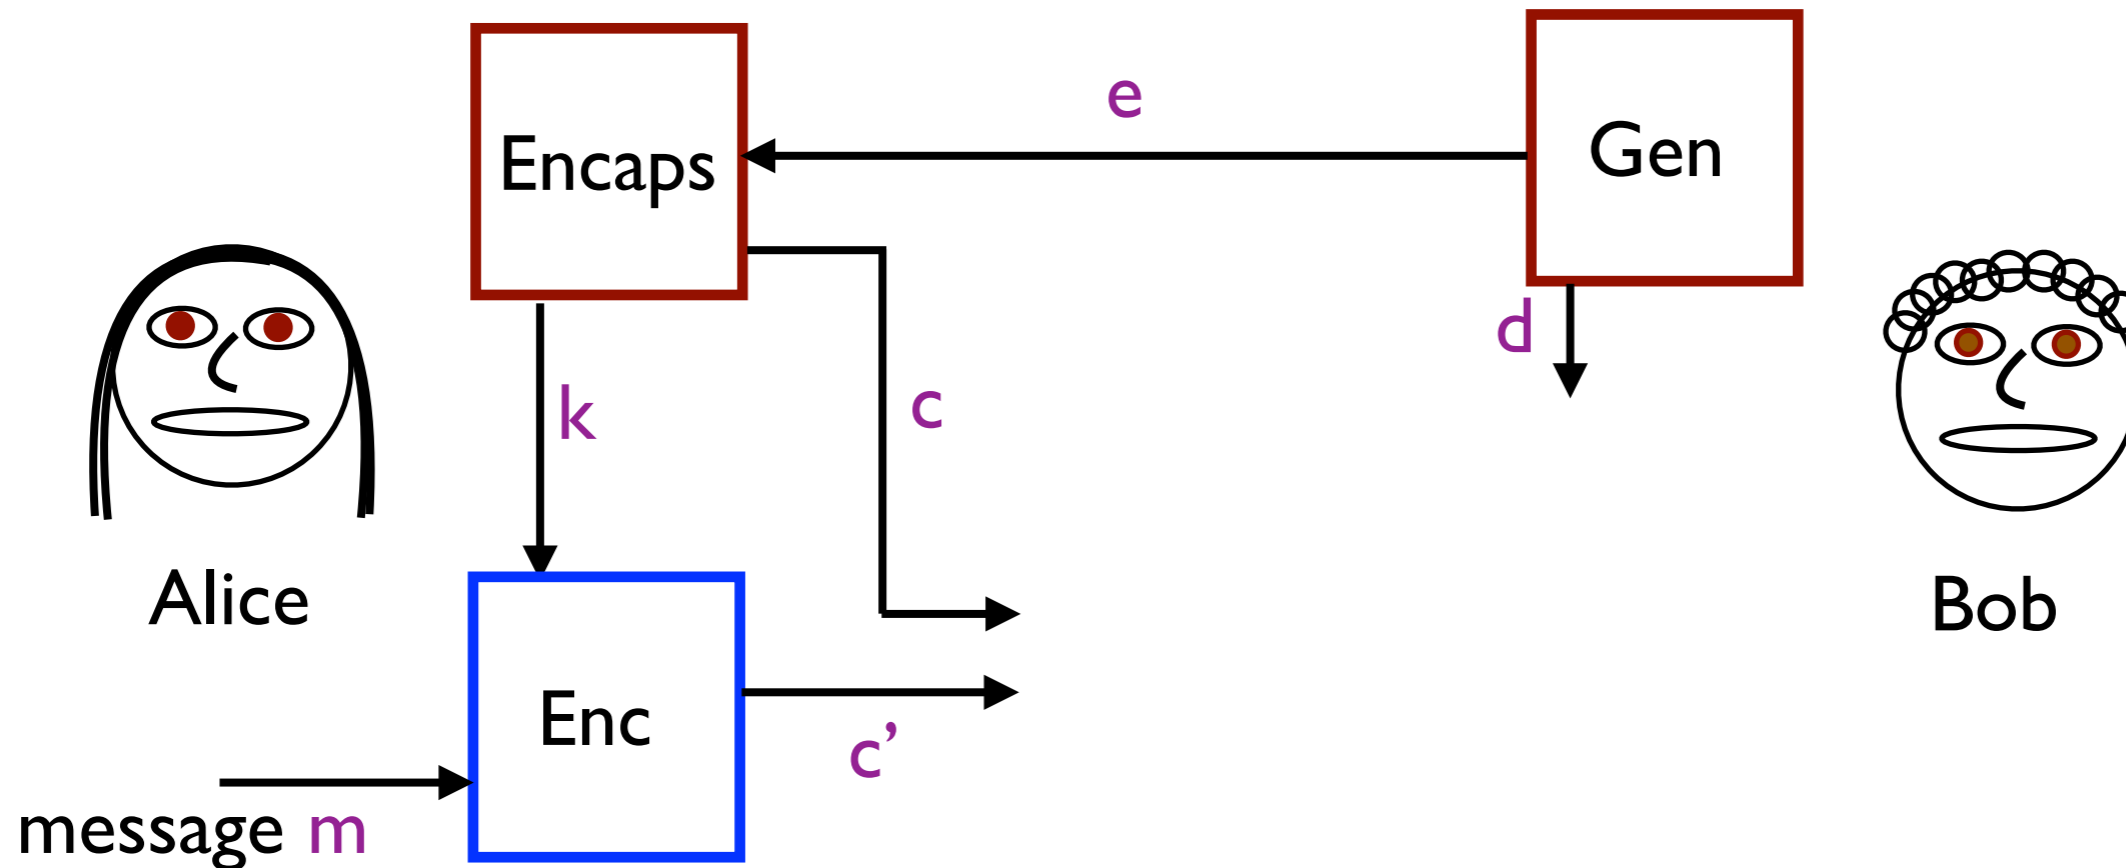 e
Encaps
Gen
d
k
c
Alice
Bob
Enc
c’
message m